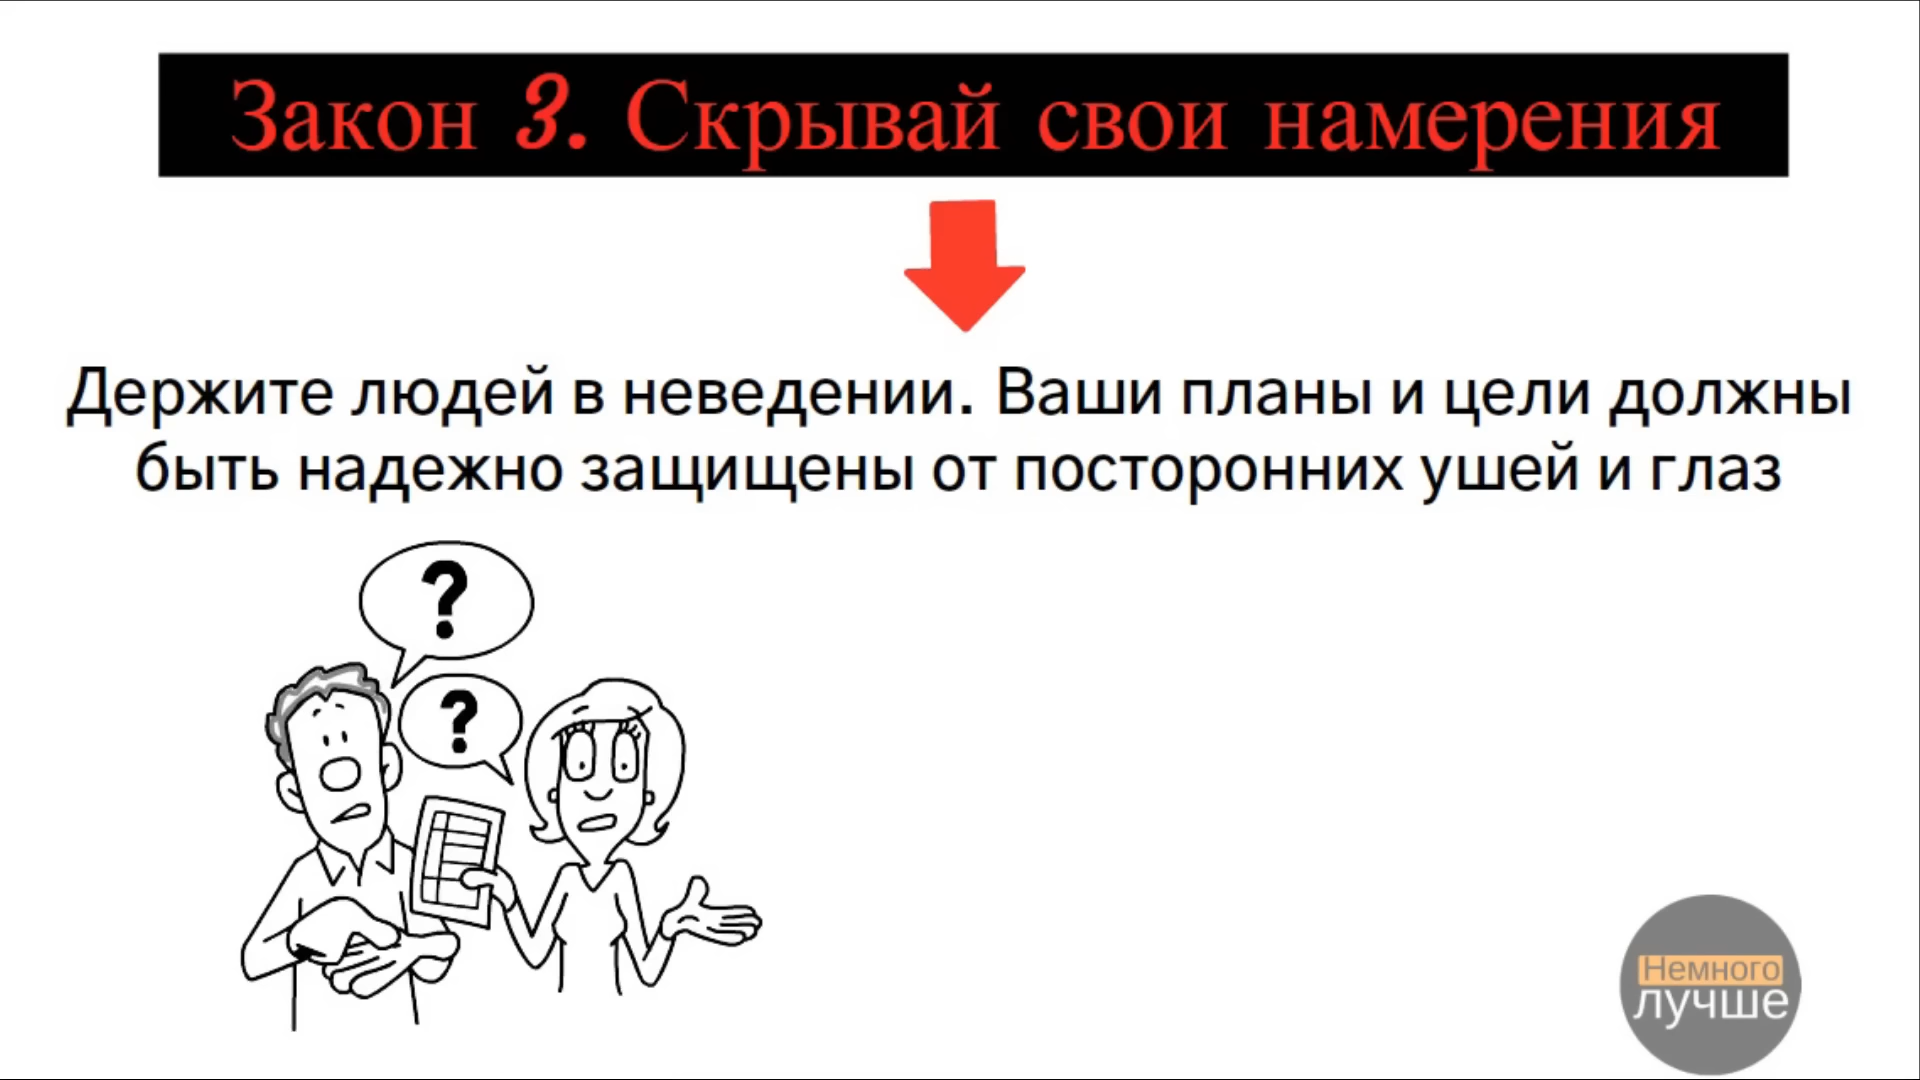 Закон 3. Скрывай свои намерения
Держите людей в неведении. Ваши планы и цели должны
быть надежно защищены от посторонних ушей и глаз
?
?
Немного
лучше